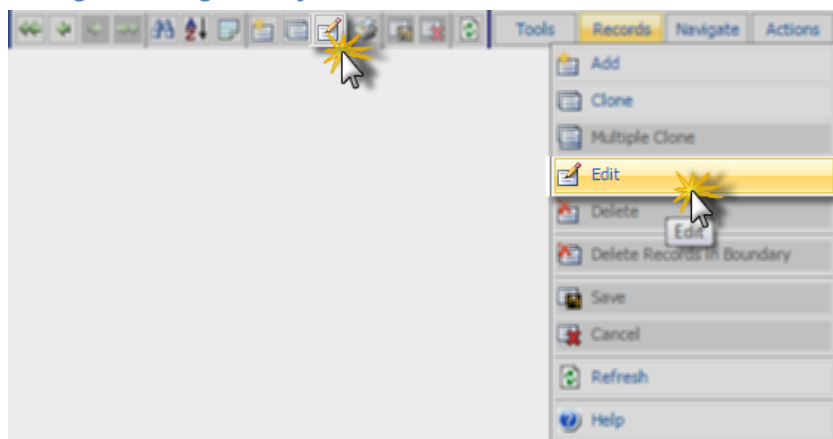 Tools Records Navigate Actions
Add
Clone
Multiple Clone
Edit
Delete
Edit
Delete Records in Boundary
Save
Cancel
Refresh
Help